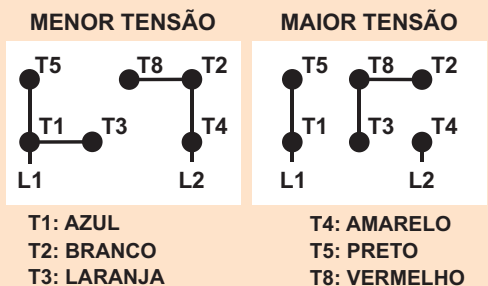 MENOR TENSÃO
T5 T8 T2
T1 T3 T4
L1 L2
T1: AZUL
T2: BRANCO
T3: LARANJA
MAIOR TENSÃO
T5 T8 T2
T1 T3 T4
L1 L2
T4: AMARELO
T5: PRETO
T8: VERMELHO